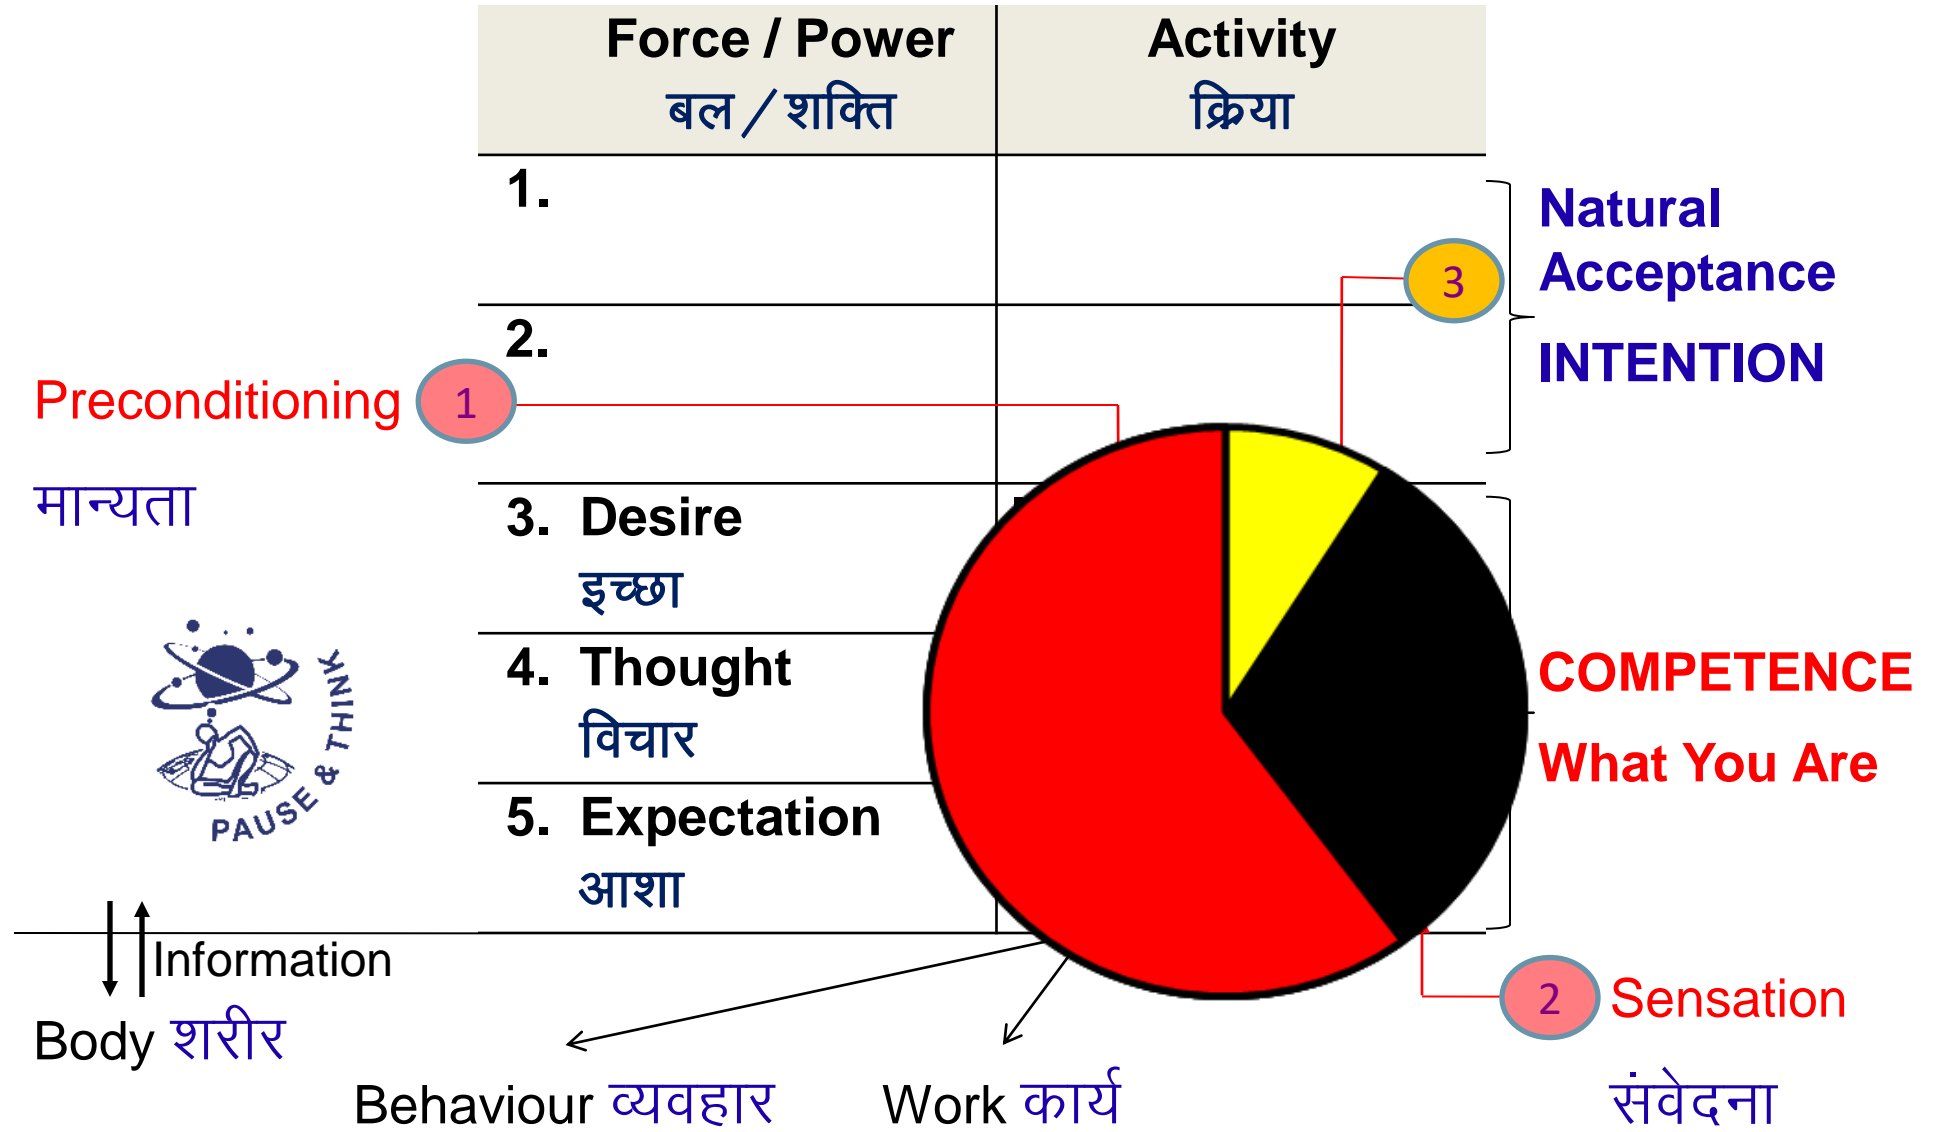 Force / Power
बल / शक्ति
Activity
क्रिया
1.
2.
3. Desire
इच्छा
4. Thought
विचार
5. Expectation
आशा
Natural
Acceptance
INTENTION
3
Preconditioning 1
मान्यता
COMPETENCE
What You Are
PAUSE & THINK
Information
Body शरीर
2 Sensation
संवेदना
Behaviour व्यवहार
Work कार्य